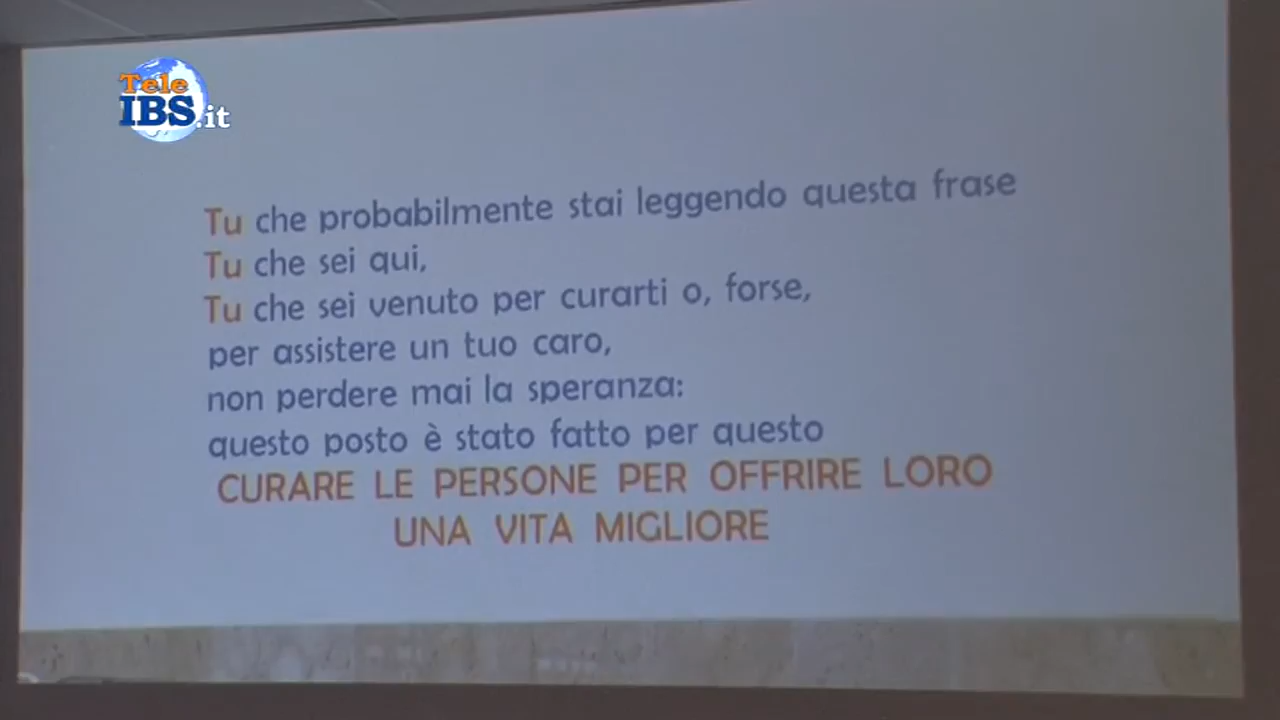 Tele
IBS.it
Tu che probabilmente stai leggendo questa frase
Tu che sei qui,
Tu che sei venuto per curarti o, forse,
per assistere un tuo caro,
non perdere mai la speranza:
questo posto è stato fatto per questo
CURARE LE PERSONE PER OFFRIRE LORO
UNA VITA MIGLIORE